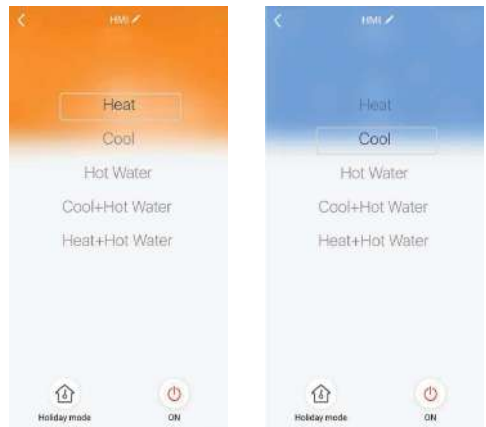 HMI
Heat
Cool
Hot Water
Cool+Hot Water
Heat+Hot Water
Holiday mode
ON
HMI
Heat
Cool
Hot Water
Cool+Hot Water
Heat+Hot Water
Holiday mode
ON